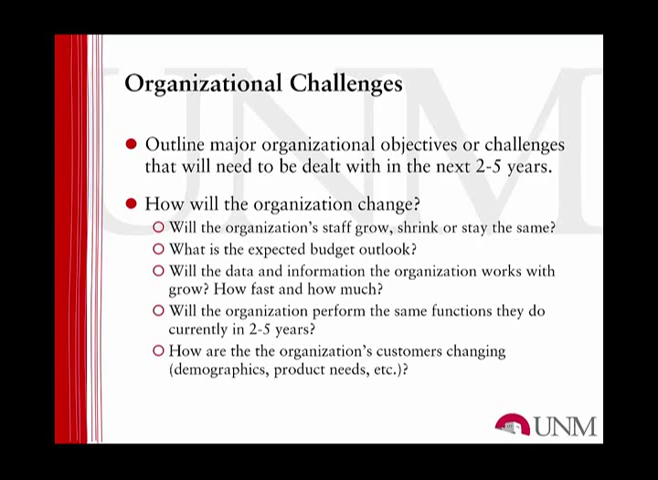 Organizational Challenges
Outline major organizational objectives or challenges
that will need to be dealt with in the next 2-5 years.
How will the organization change?
Will the organization's staff grow, shrink or stay the same?
What is the expected budget outlook?
Will the data and information the organization works with
grow? How fast and how much?
Will the organization perform the same functions they do
currently in 2-5 years?
How are the the organization's customers changing
(demographics, product needs, etc.)?
UNM
UNM